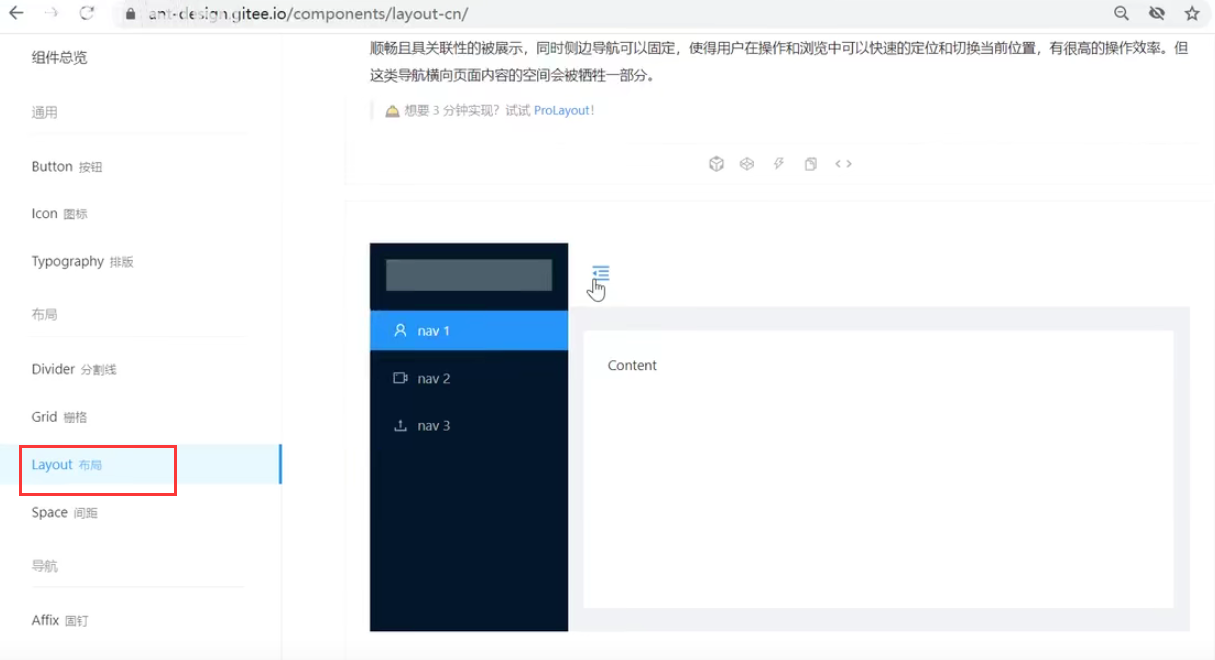 ant-design.gitee.io/components/layout-cn/
组件总览
通用
Button 按钮
Icon 图标
Typography 排版
布局
Divider 分割线
Grid 栅格
Layout 布局
Space 间距
导航
Affix 固钉
顺畅且具关联性的被展示，同时侧边导航可以固定，使得用户在操作和浏览中可以快速的定位和切换当前位置，有很高的操作效率。但
这类导航横向页面内容的空间会被牺牲一部分。
想要 3 分钟实现？试试 ProLayout！
nav 1
nav 2
nav 3
Content